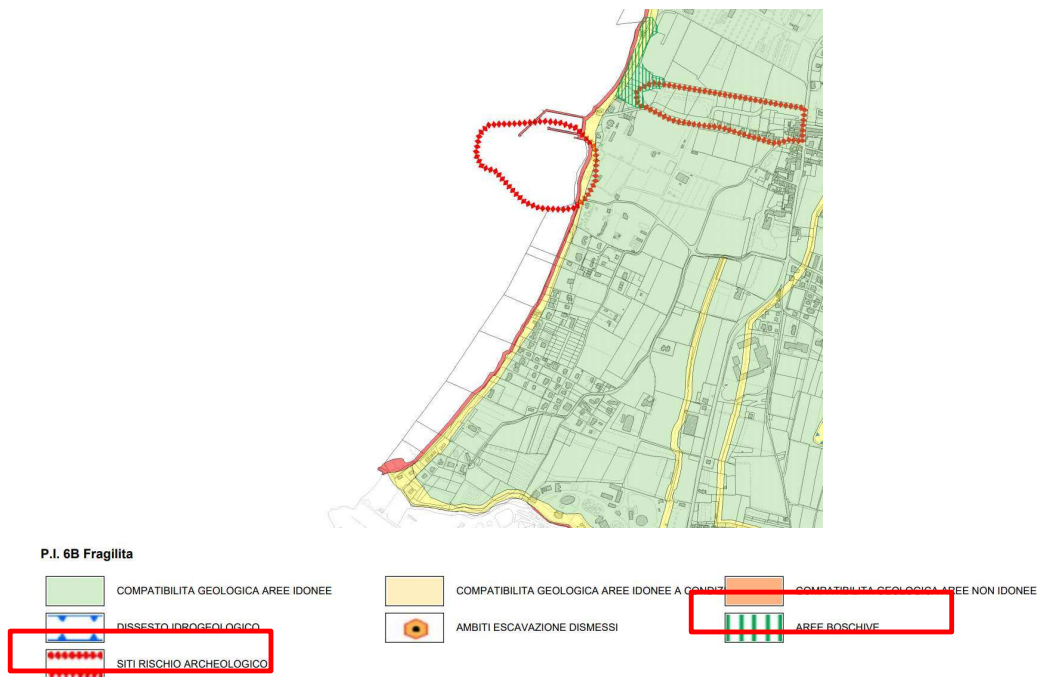 P.I. 6B Fragilita
COMPATIBILITA GEOLOGICA AREE IDONEE
COMPATIBILITA GEOLOGICA AREE IDONEE A CONDIZ
COMPATIBILITA GEOLOGICA AREE NON IDONEE
DISSESTO IDROGEOLOGICO
AMBITI ESCAVAZIONE DISMESSI
AREE BOSCHIVE
SITI RISCHIO ARCHEOLOGICO